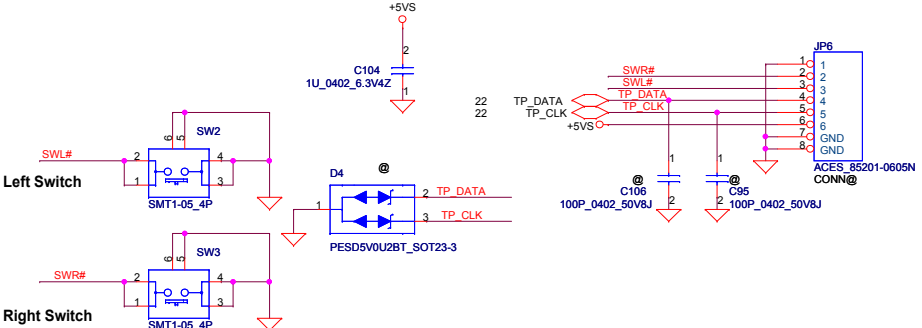 +5VS
2
C104
1U_0402_6.3V4Z
1
JP6
SWR#
SWL#
22 TP_DATA TP_DATA
22 TP_CLK TP_CLK
+5VS
1 1
2 2
3 3
4 4
5 5
6 6
7 GND
8 GND
ACES_85201-0605N
CONN@
1 1
@ @
C106 C95
100P_0402_50V8J 100P_0402_50V8J
2 2
SW2
6 5
SWL# 2 4
1 3
Left Switch
SMT1-05_4P
D4 @
1 2 TP_DATA
3 TP_CLK
PESD5V0U2BT_SOT23-3
SW3
6 5
SWR# 2 4
1 3
Right Switch
SMT1-05_4P